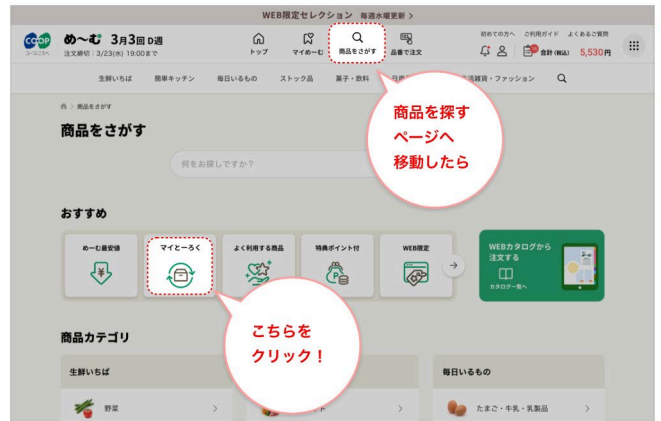 WEB限定セレクション 毎週水曜更新 >
CO·OP
コープこうべ
め〜む 3月3回 D週
注文締切：3/23(水) 19:00まで
トップ
マイめーむ
商品をさがす
品番で注文
初めての方へ ご利用ガイド よくあるご質問
合計(税込) 5,530円
生鮮いちば 簡単キッチン 毎日いるもの ストック品 菓子・飲料
雑貨・ファッション
商品をさがす
商品をさがす
何をお探しですか？
商品を探す
ページへ
移動したら
おすすめ
めーむ最安値
マイとーろく
よく利用する商品
特典ポイント付
WEB限定
WEBカタログから
注文する
カタログ一覧へ
こちらを
クリック！
商品カテゴリ
生鮮いちば
毎日いるもの
野菜
たまご・牛乳・乳製品